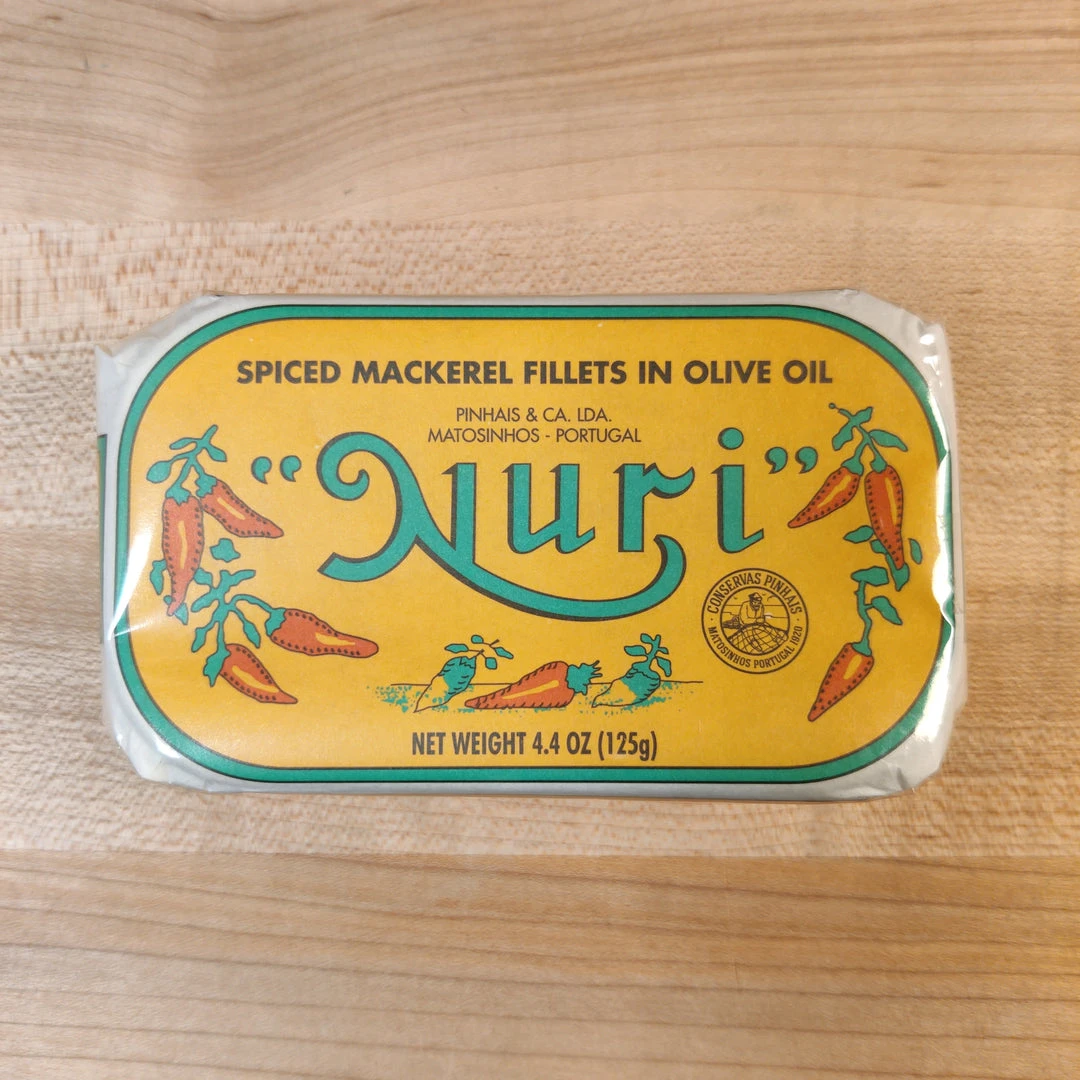 SPICED MACKEREL FILLETS IN OLIVE OIL
PINHAIS & CA. LDA.
MATOSINHOS - PORTUGAL
“Nuri”
CONSERVAS PINHAIS
MATOSINHOS PORTUGAL 1920
NET WEIGHT 4.4 OZ (125g)